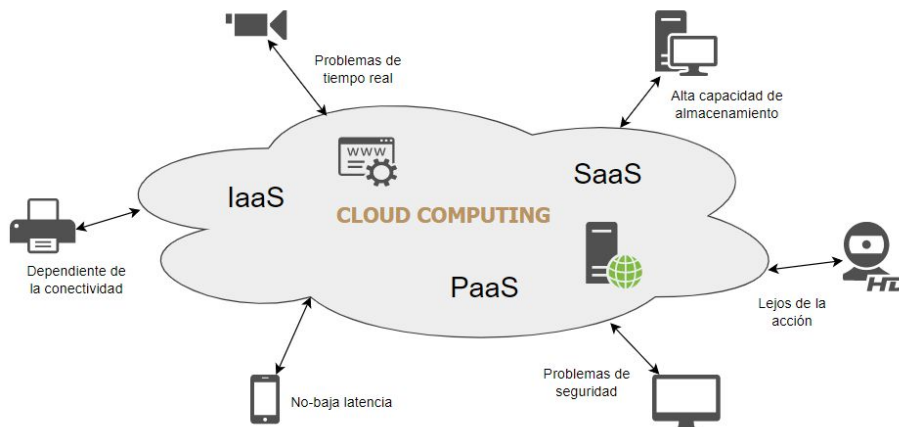 Problemas de
tiempo real
Alta capacidad de
almacenamiento
WWW
IaaS
SaaS
CLOUD COMPUTING
Dependiente de
la conectividad
PaaS
HD
Lejos de la
acción
No-baja latencia
Problemas de
seguridad